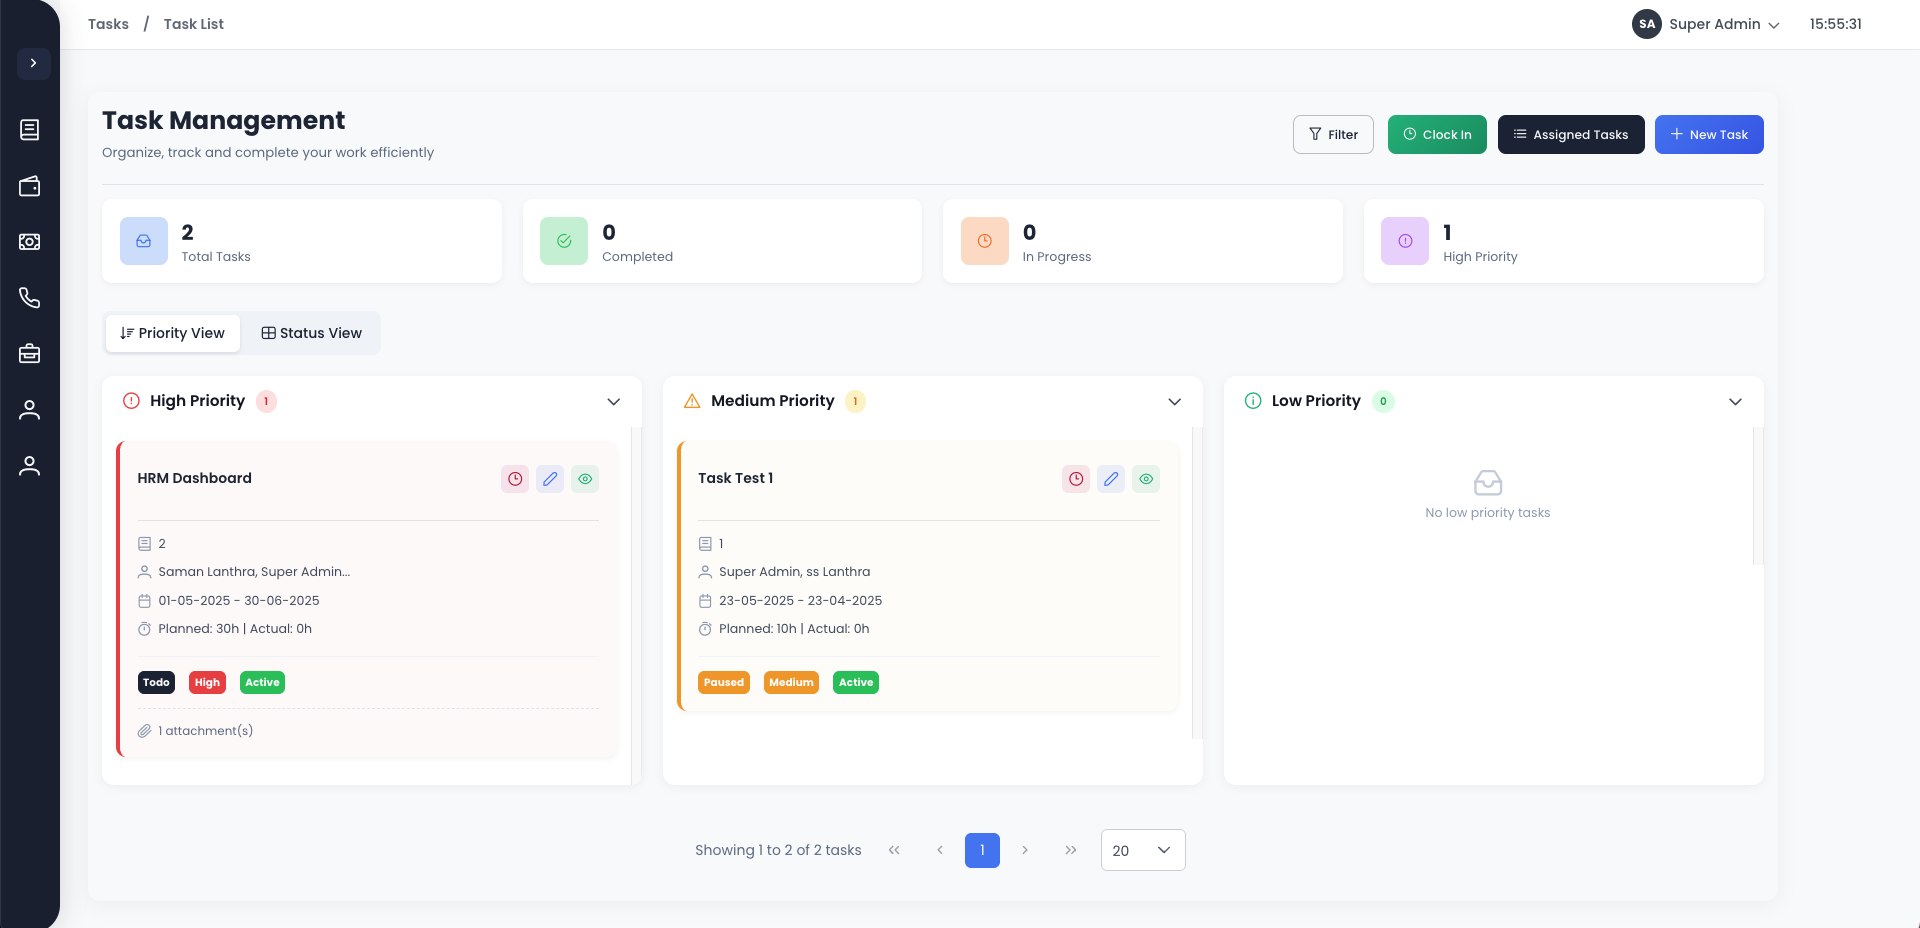 Tasks / Task List
SA Super Admin 15:55:31
Task Management
Organize, track and complete your work efficiently
Filter
Clock In
Assigned Tasks
New Task
2
Total Tasks
0
Completed
0
In Progress
1
High Priority
Priority View
Status View
High Priority 1
HRM Dashboard
2
Saman Lanthra, Super Admin...
01-05-2025 - 30-06-2025
Planned: 30h | Actual: 0h
Todo High Active
1 attachment(s)
Medium Priority 1
Task Test 1
1
Super Admin, ss Lanthra
23-05-2025 - 23-04-2025
Planned: 10h | Actual: 0h
Paused Medium Active
Low Priority 0
No low priority tasks
Showing 1 to 2 of 2 tasks 1 20